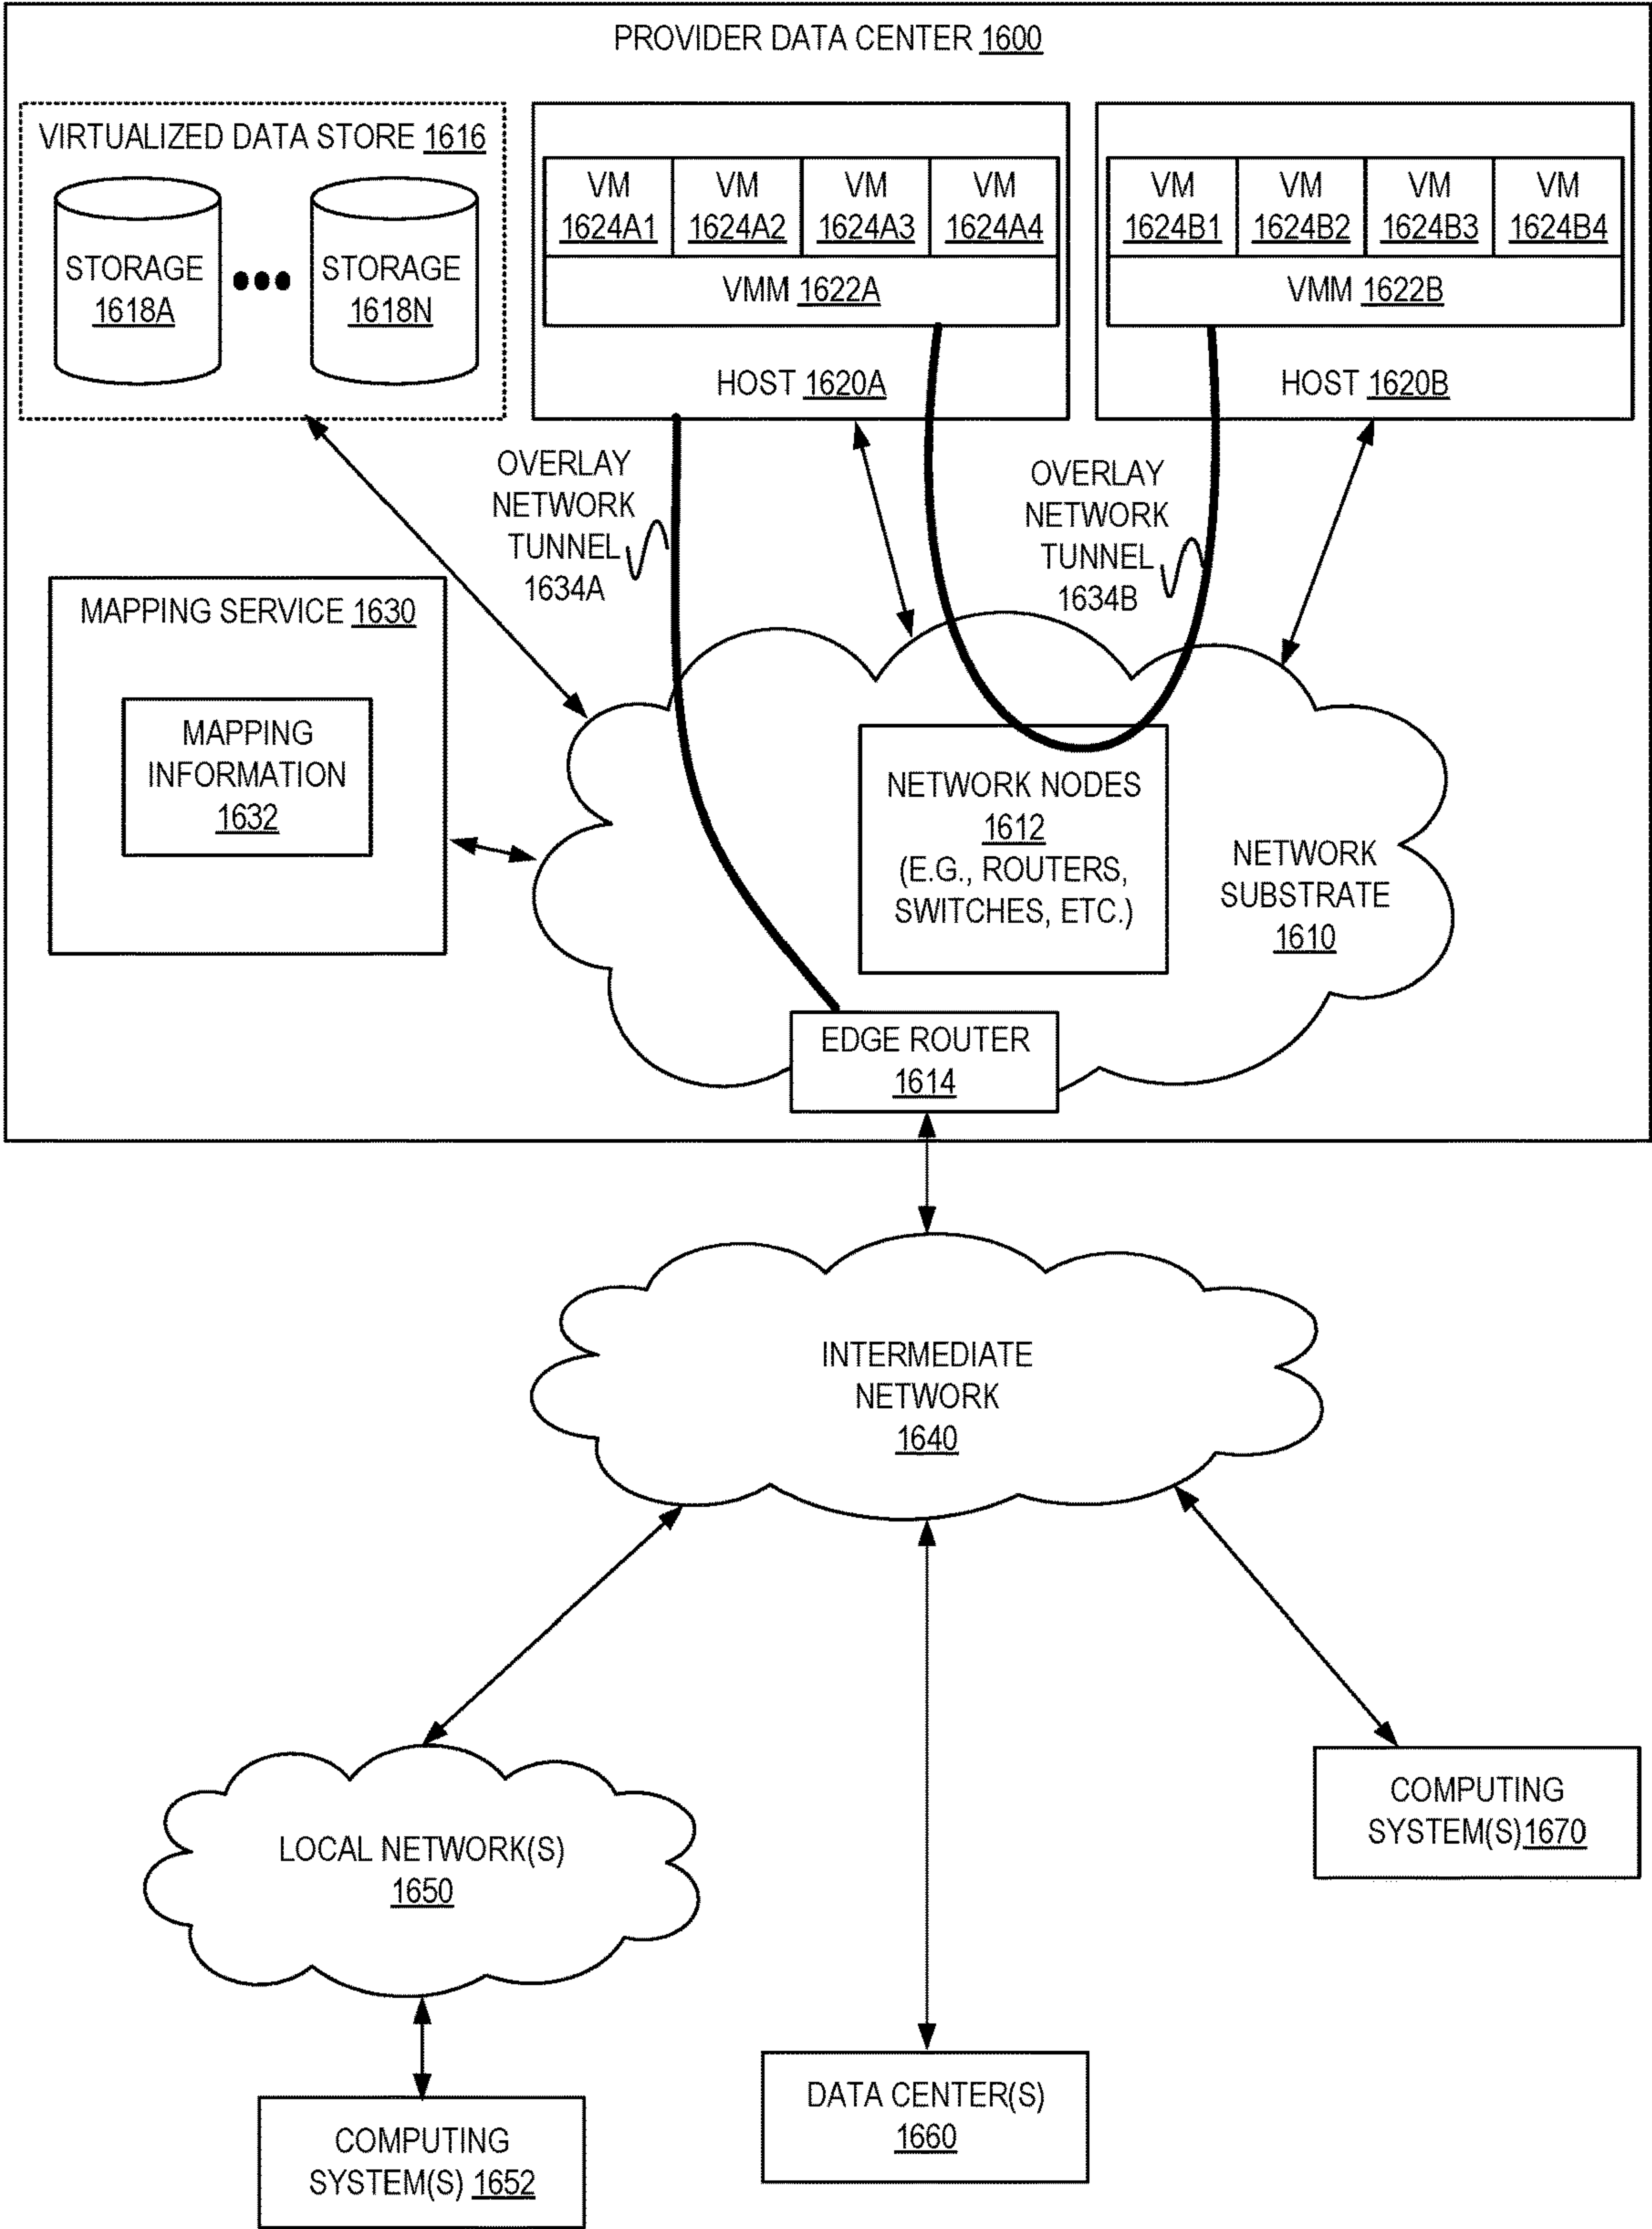 PROVIDER DATA CENTER 1600
VIRTUALIZED DATA STORE 1616
STORAGE
1618A
STORAGE
1618N
VM
1624A1
VM
1624A2
VM
1624A3
VM
1624A4
VMM 1622A
HOST 1620A
VM
1624B1
VM
1624B2
VM
1624B3
VM
1624B4
VMM 1622B
HOST 1620B
OVERLAY
NETWORK
TUNNEL
1634A
OVERLAY
NETWORK
TUNNEL
1634B
MAPPING SERVICE 1630
MAPPING
INFORMATION
1632
NETWORK NODES
1612
(E.G., ROUTERS,
SWITCHES, ETC.)
NETWORK
SUBSTRATE
1610
EDGE ROUTER
1614
INTERMEDIATE
NETWORK
1640
LOCAL NETWORK(S)
1650
COMPUTING
SYSTEM(S)1670
DATA CENTER(S)
1660
COMPUTING
SYSTEM(S) 1652